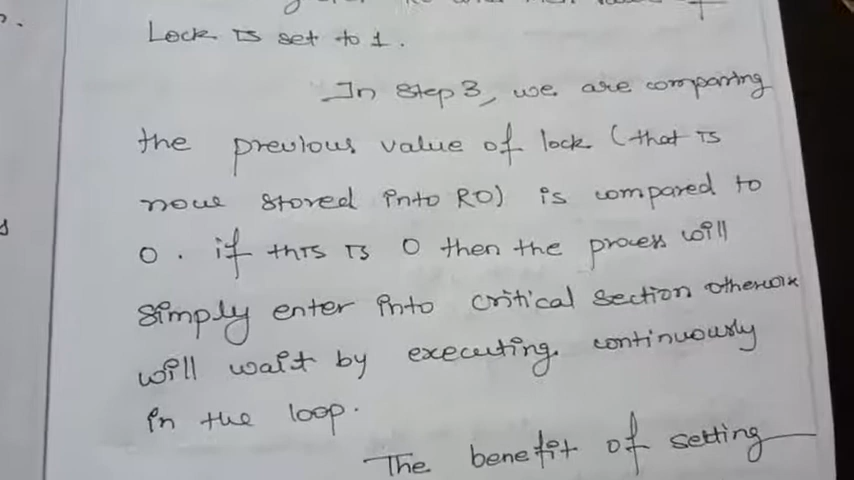 Lock is set to 1.
In Step 3, we are comparing
the previous value of lock (that is
now stored into R0) is compared to
0. if this is 0 then the process will
simply enter into critical section otherwise
will wait by executing continuously
in the loop.
The benefit of setting